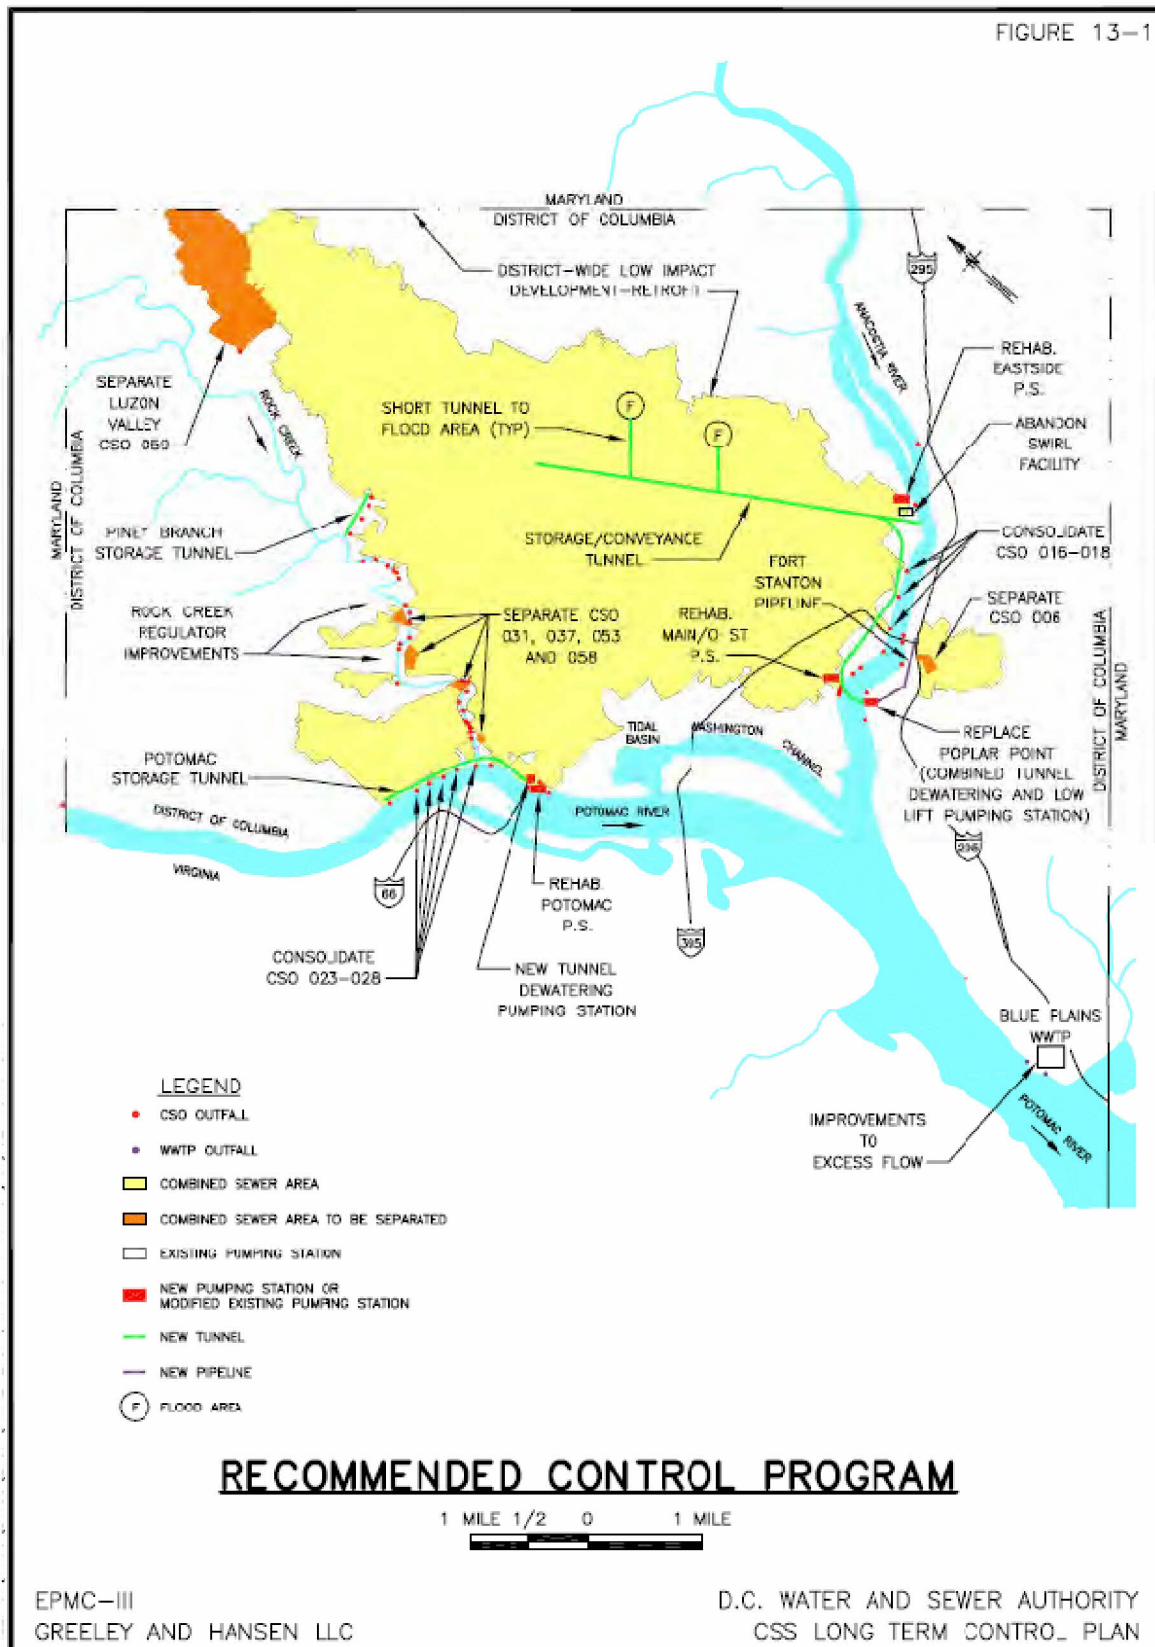 FIGURE 13-1
MARYLAND
DISTRICT OF COLUMBIA
DISTRICT-WIDE LOW IMPACT
DEVELOPMENT-RETROFIT
295
ANACOSTIA RIVER
REHAB.
EASTSIDE
P.S.
SEPARATE
LUZON
VALLEY
CSO 059
ROCK CREEK
SHORT TUNNEL TO
FLOOD AREA (TYP)
F
F
ABANDON
SWIRL
FACILITY
MARYLAND
DISTRICT OF COLUMBIA
PINEY BRANCH
STORAGE TUNNEL
STORAGE/CONVEYANCE
TUNNEL
CONSOLIDATE
CSO 016-018
FORT
STANTON
PIPELINE
SEPARATE
CSO 006
ROCK CREEK
REGULATOR
IMPROVEMENTS
SEPARATE CSO
031, 037, 053
AND 058
REHAB.
MAIN/O ST
P.S.
DISTRICT OF COLUMBIA
MARYLAND
TIDAL
BASIN
WASHINGTON
CHANNEL
REPLACE
POPLAR POINT
(COMBINED TUNNEL
DEWATERING AND LOW
LIFT PUMPING STATION)
POTOMAC
STORAGE TUNNEL
DISTRICT OF COLUMBIA
VIRGINIA
POTOMAC RIVER
66
395
REHAB.
POTOMAC
P.S.
CONSOLIDATE
CSO 023-028
NEW TUNNEL
DEWATERING
PUMPING STATION
BLUE PLAINS
WWTP
IMPROVEMENTS
TO
EXCESS FLOW
POTOMAC RIVER
LEGEND
CSO OUTFALL
WWTP OUTFALL
COMBINED SEWER AREA
COMBINED SEWER AREA TO BE SEPARATED
EXISTING PUMPING STATION
NEW PUMPING STATION OR
MODIFIED EXISTING PUMPING STATION
NEW TUNNEL
NEW PIPELINE
F FLOOD AREA
RECOMMENDED CONTROL PROGRAM
1 MILE 1/2 0 1 MILE
EPMC-III
GREELEY AND HANSEN LLC
D.C. WATER AND SEWER AUTHORITY
CSS LONG TERM CONTROL PLAN